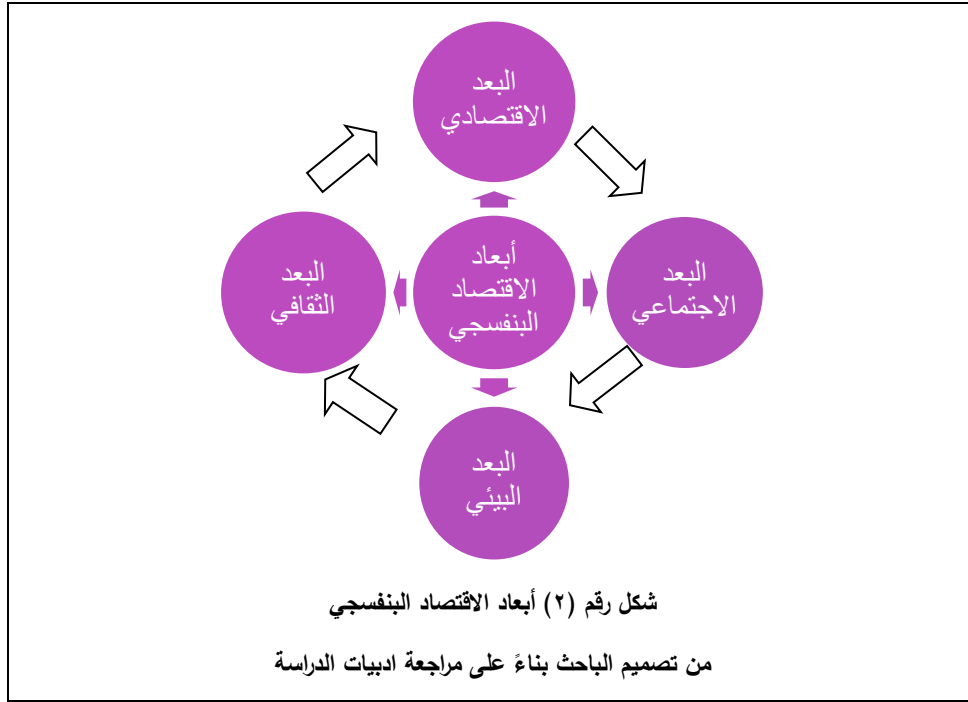 البعد
الاقتصادي
البعد
الاجتماعي
أبعاد
الاقتصاد
البنفسجي
البعد
الثقافي
البعد
البيئي
شكل رقم (٢) أبعاد الاقتصاد البنفسجي
من تصميم الباحث بناءً على مراجعة ادبيات الدراسة